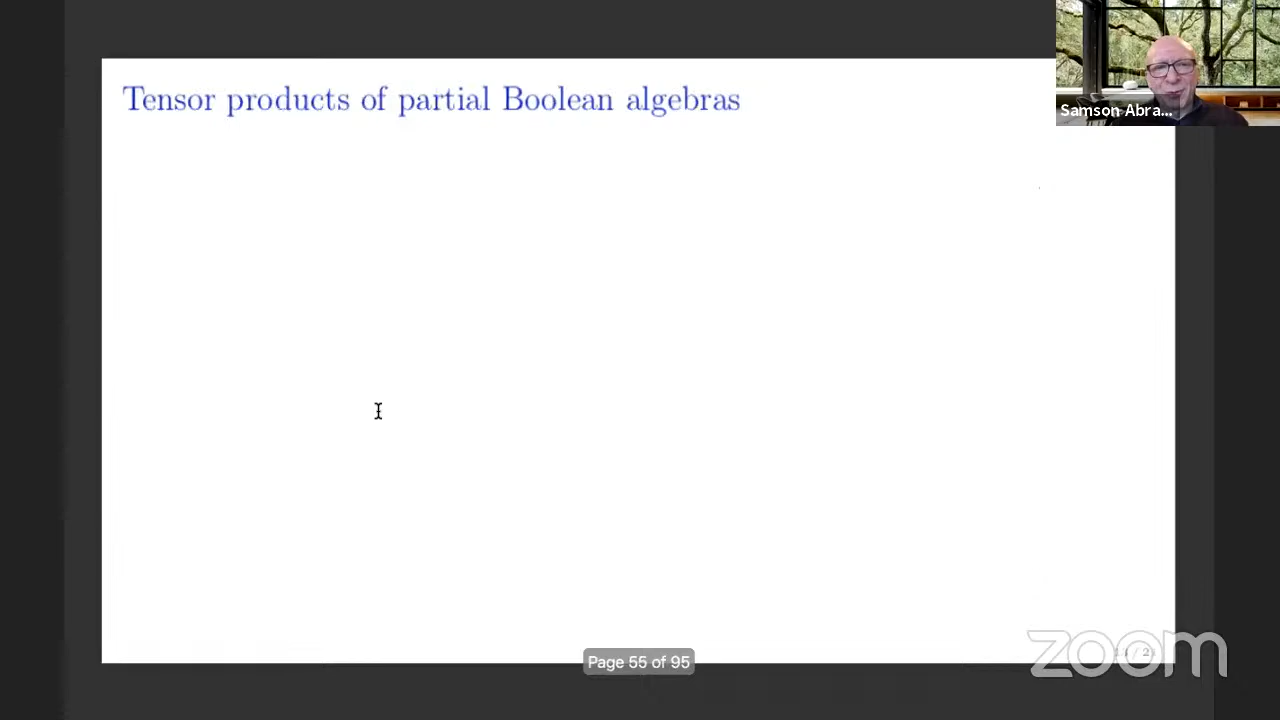 Tensor products of partial Boolean algebras
Samson Abra...
Page 55 of 95
zoom